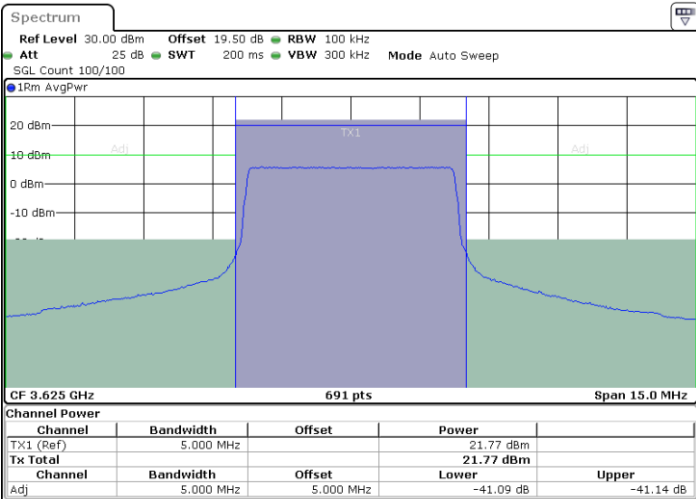 Spectrum
Ref Level 30.00 dBm Offset 19.50 dB RBW 100 kHz
Att 25 dB SWT 200 ms VBW 300 kHz Mode Auto Sweep
SGL Count 100/100
1Rm AvgPwr
20 dBm
TX1
Adj Adj
10 dBm
0 dBm
-10 dBm
CF 3.625 GHz 691 pts Span 15.0 MHz
Channel Power
Channel Bandwidth Offset Power
TX1 (Ref) 5.000 MHz 21.77 dBm
Tx Total 21.77 dBm
Channel Bandwidth Offset Lower Upper
Adj 5.000 MHz 5.000 MHz -41.09 dB -41.14 dB